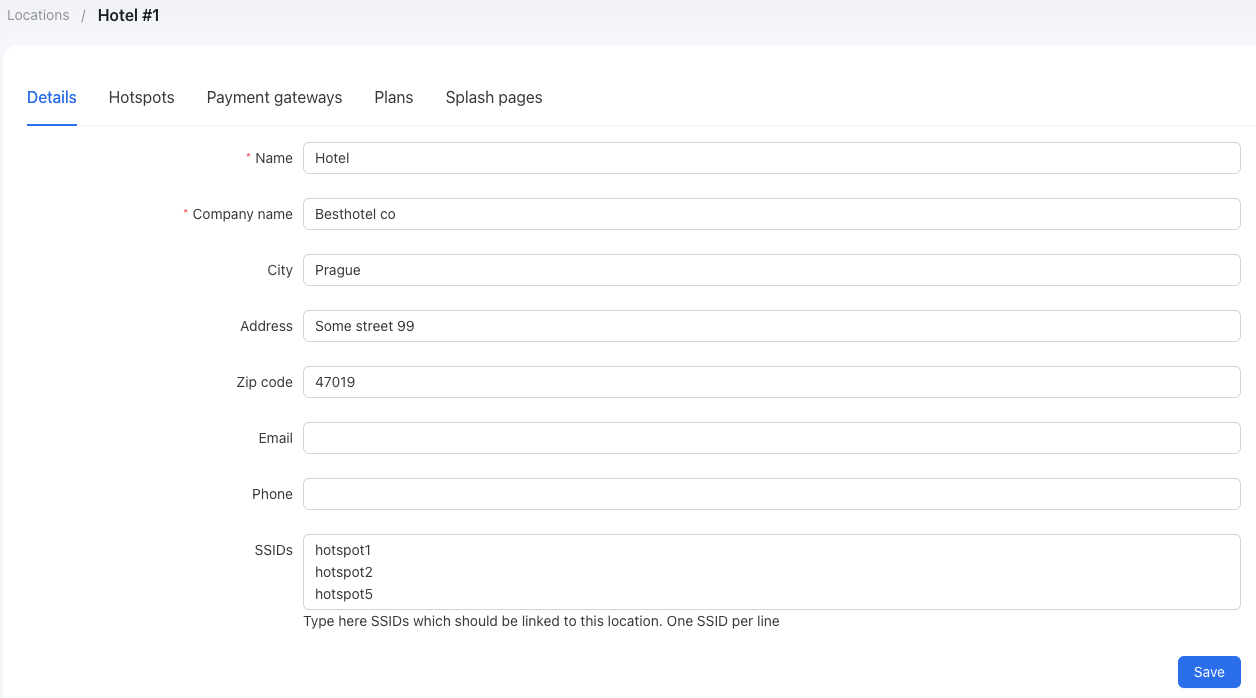 Locations / Hotel #1
Details Hotspots Payment gateways Plans Splash pages
* Name Hotel
* Company name Besthotel co
City Prague
Address Some street 99
Zip code 47019
Email
Phone
SSIDs hotspot1
hotspot2
hotspot5
Type here SSIDs which should be linked to this location. One SSID per line
Save